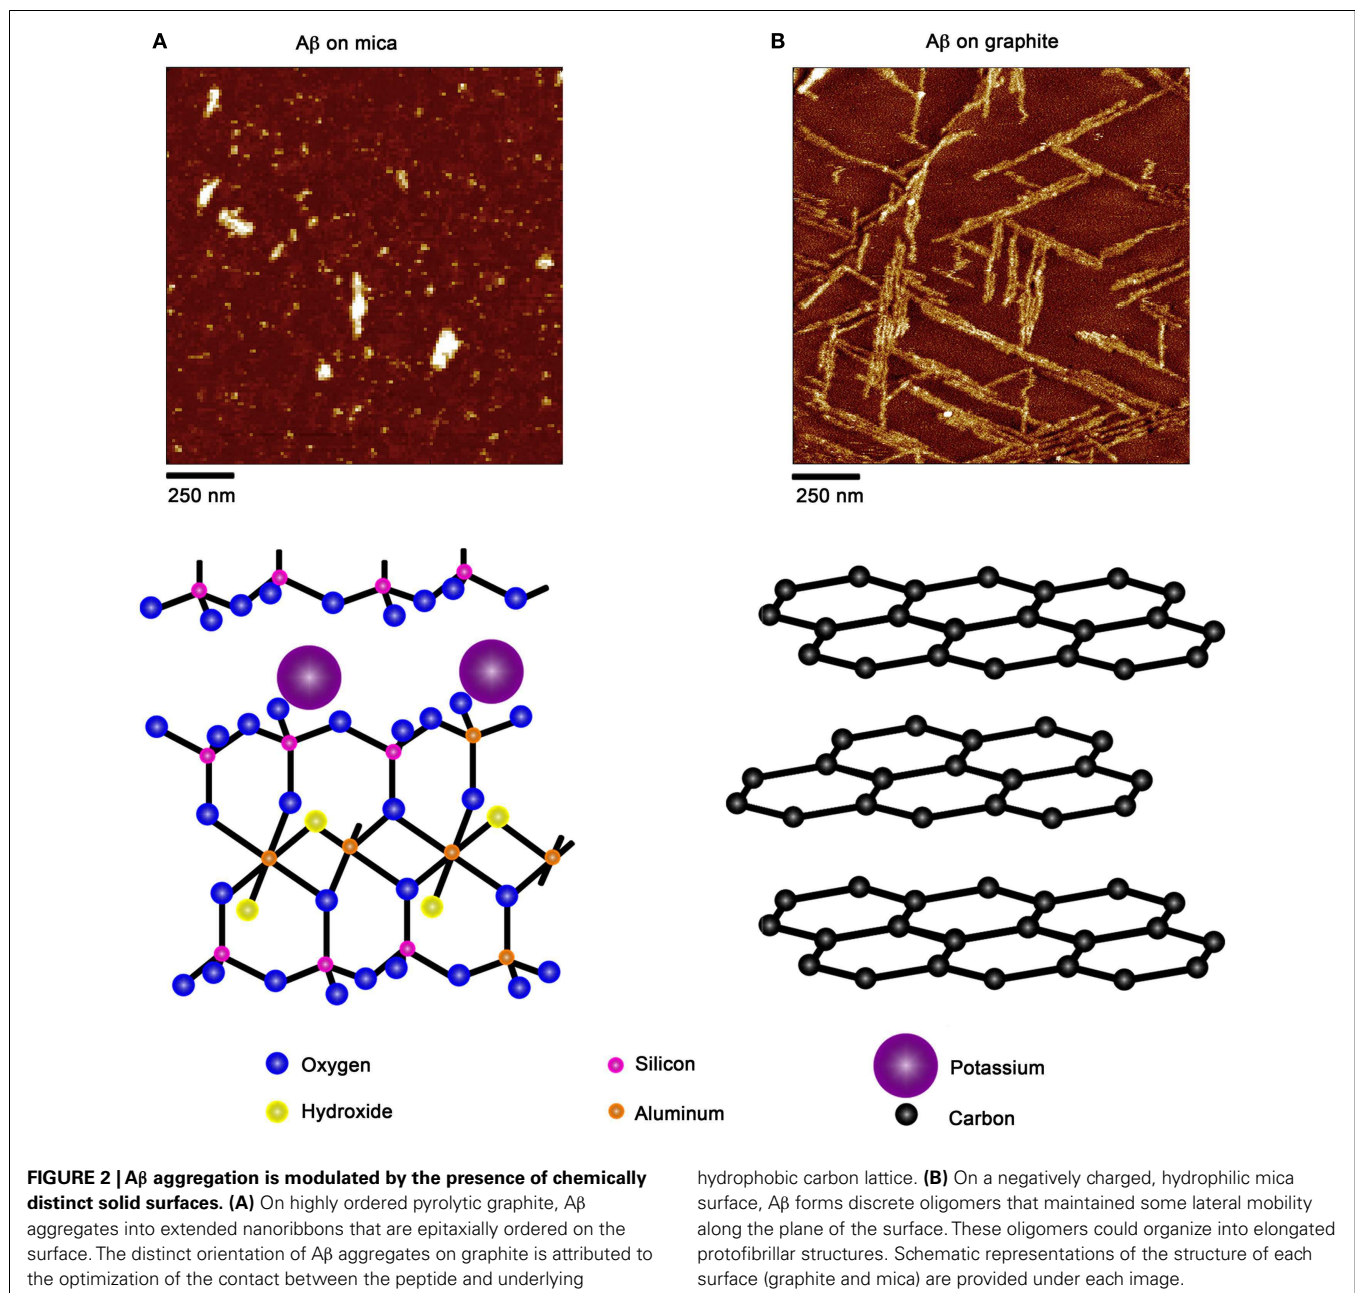 A
Aβ on mica
B
Aβ on graphite
250 nm
250 nm
Oxygen
Silicon
Potassium
Hydroxide
Aluminum
Carbon
FIGURE 2 | Aβ aggregation is modulated by the presence of chemically
distinct solid surfaces. (A) On highly ordered pyrolytic graphite, Aβ
aggregates into extended nanoribbons that are epitaxially ordered on the
surface. The distinct orientation of Aβ aggregates on graphite is attributed to
the optimization of the contact between the peptide and underlying
hydrophobic carbon lattice. (B) On a negatively charged, hydrophilic mica
surface, Aβ forms discrete oligomers that maintained some lateral mobility
along the plane of the surface. These oligomers could organize into elongated
protofibrillar structures. Schematic representations of the structure of each
surface (graphite and mica) are provided under each image.